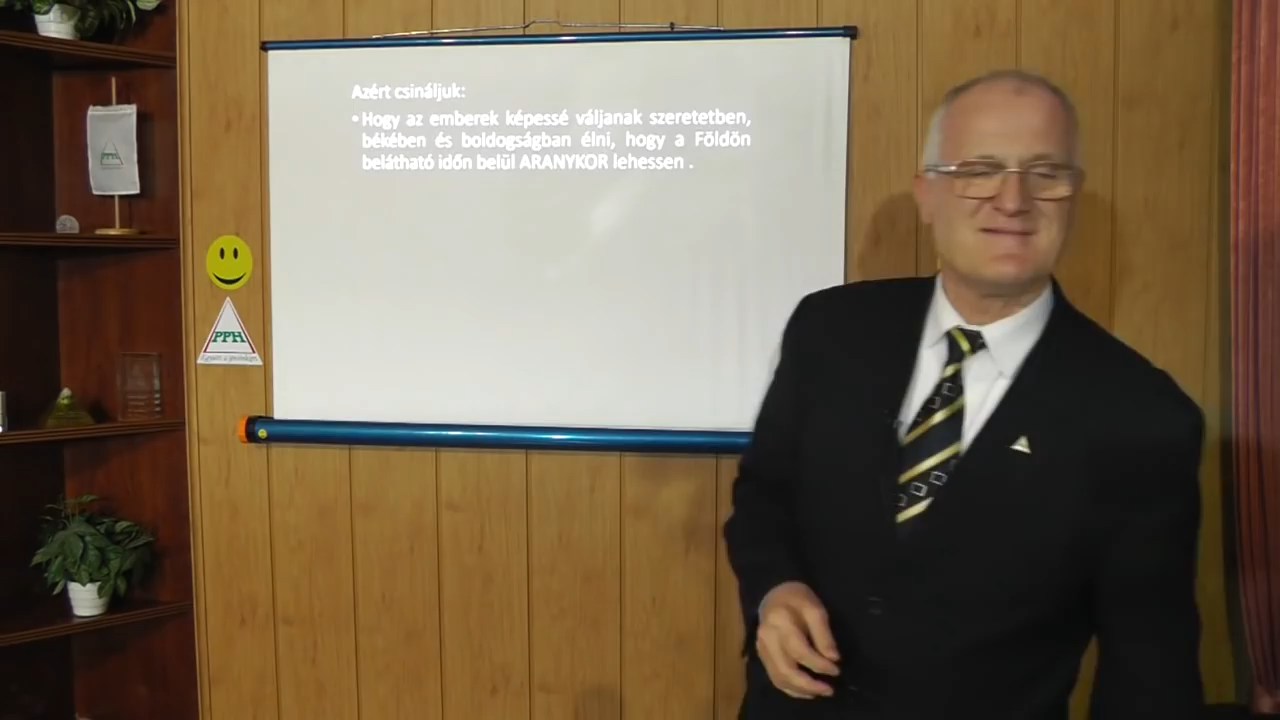 Azért csináljuk:
• Hogy az emberek képessé váljanak szeretetben,
békében és boldogságban élni, hogy a Földön
belátható időn belül ARANYKOR lehessen .
PPH